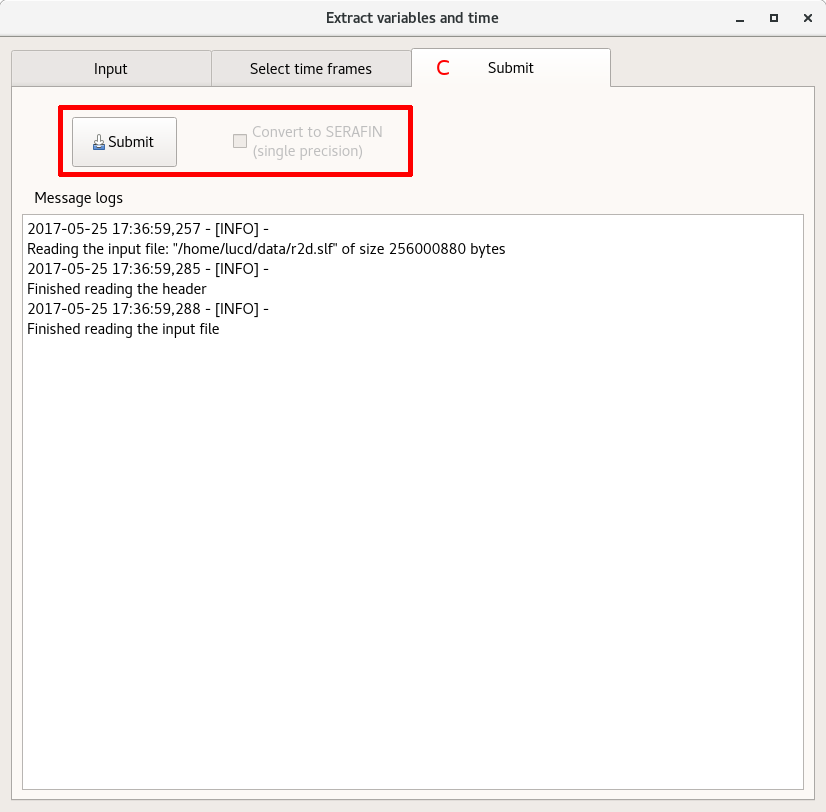 Extract variables and time
Input
Select time frames
C
Submit
Submit
Convert to SERAFIN
(single precision)
Message logs
2017-05-25 17:36:59,257 - [INFO] -
Reading the input file: "/home/lucd/data/r2d.slf" of size 256000880 bytes
2017-05-25 17:36:59,285 - [INFO] -
Finished reading the header
2017-05-25 17:36:59,288 - [INFO] -
Finished reading the input file